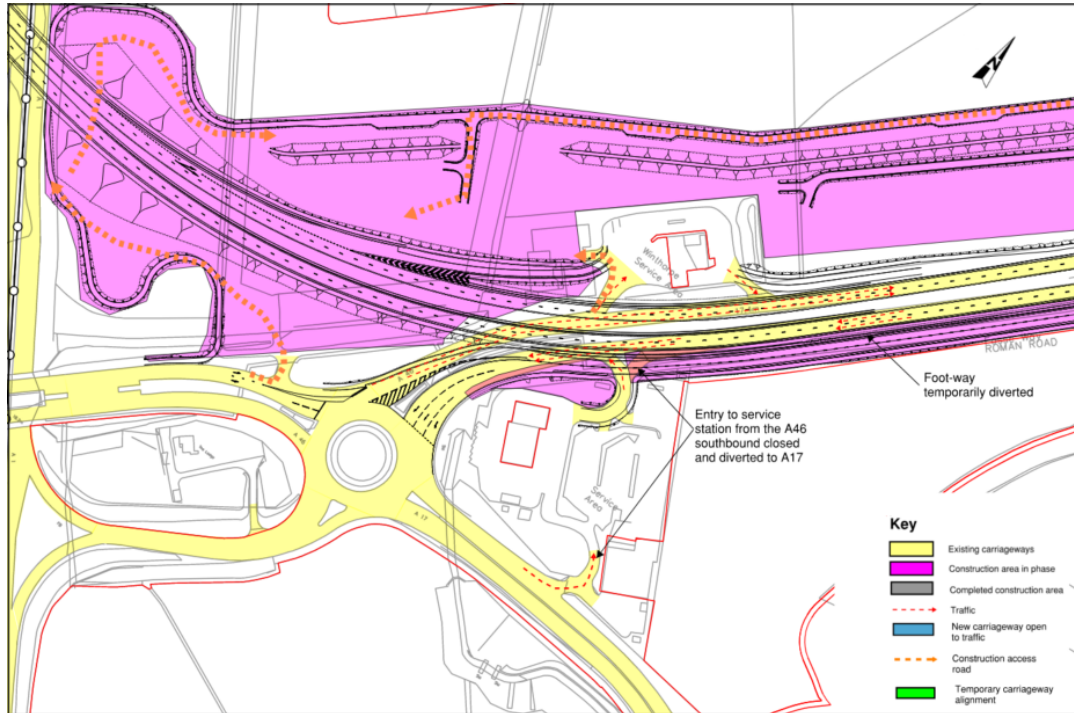 N
Winthorpe
Service Area
ROMAN ROAD
Foot-way
temporarily diverted
Entry to service
station from the A46
southbound closed
and diverted to A17
A 46
Service
Area
A 17
Key
Existing carriageways
Construction area in phase
Completed construction area
Traffic
New carriageway open
to traffic
Construction access
road
Temporary carriageway
alignment